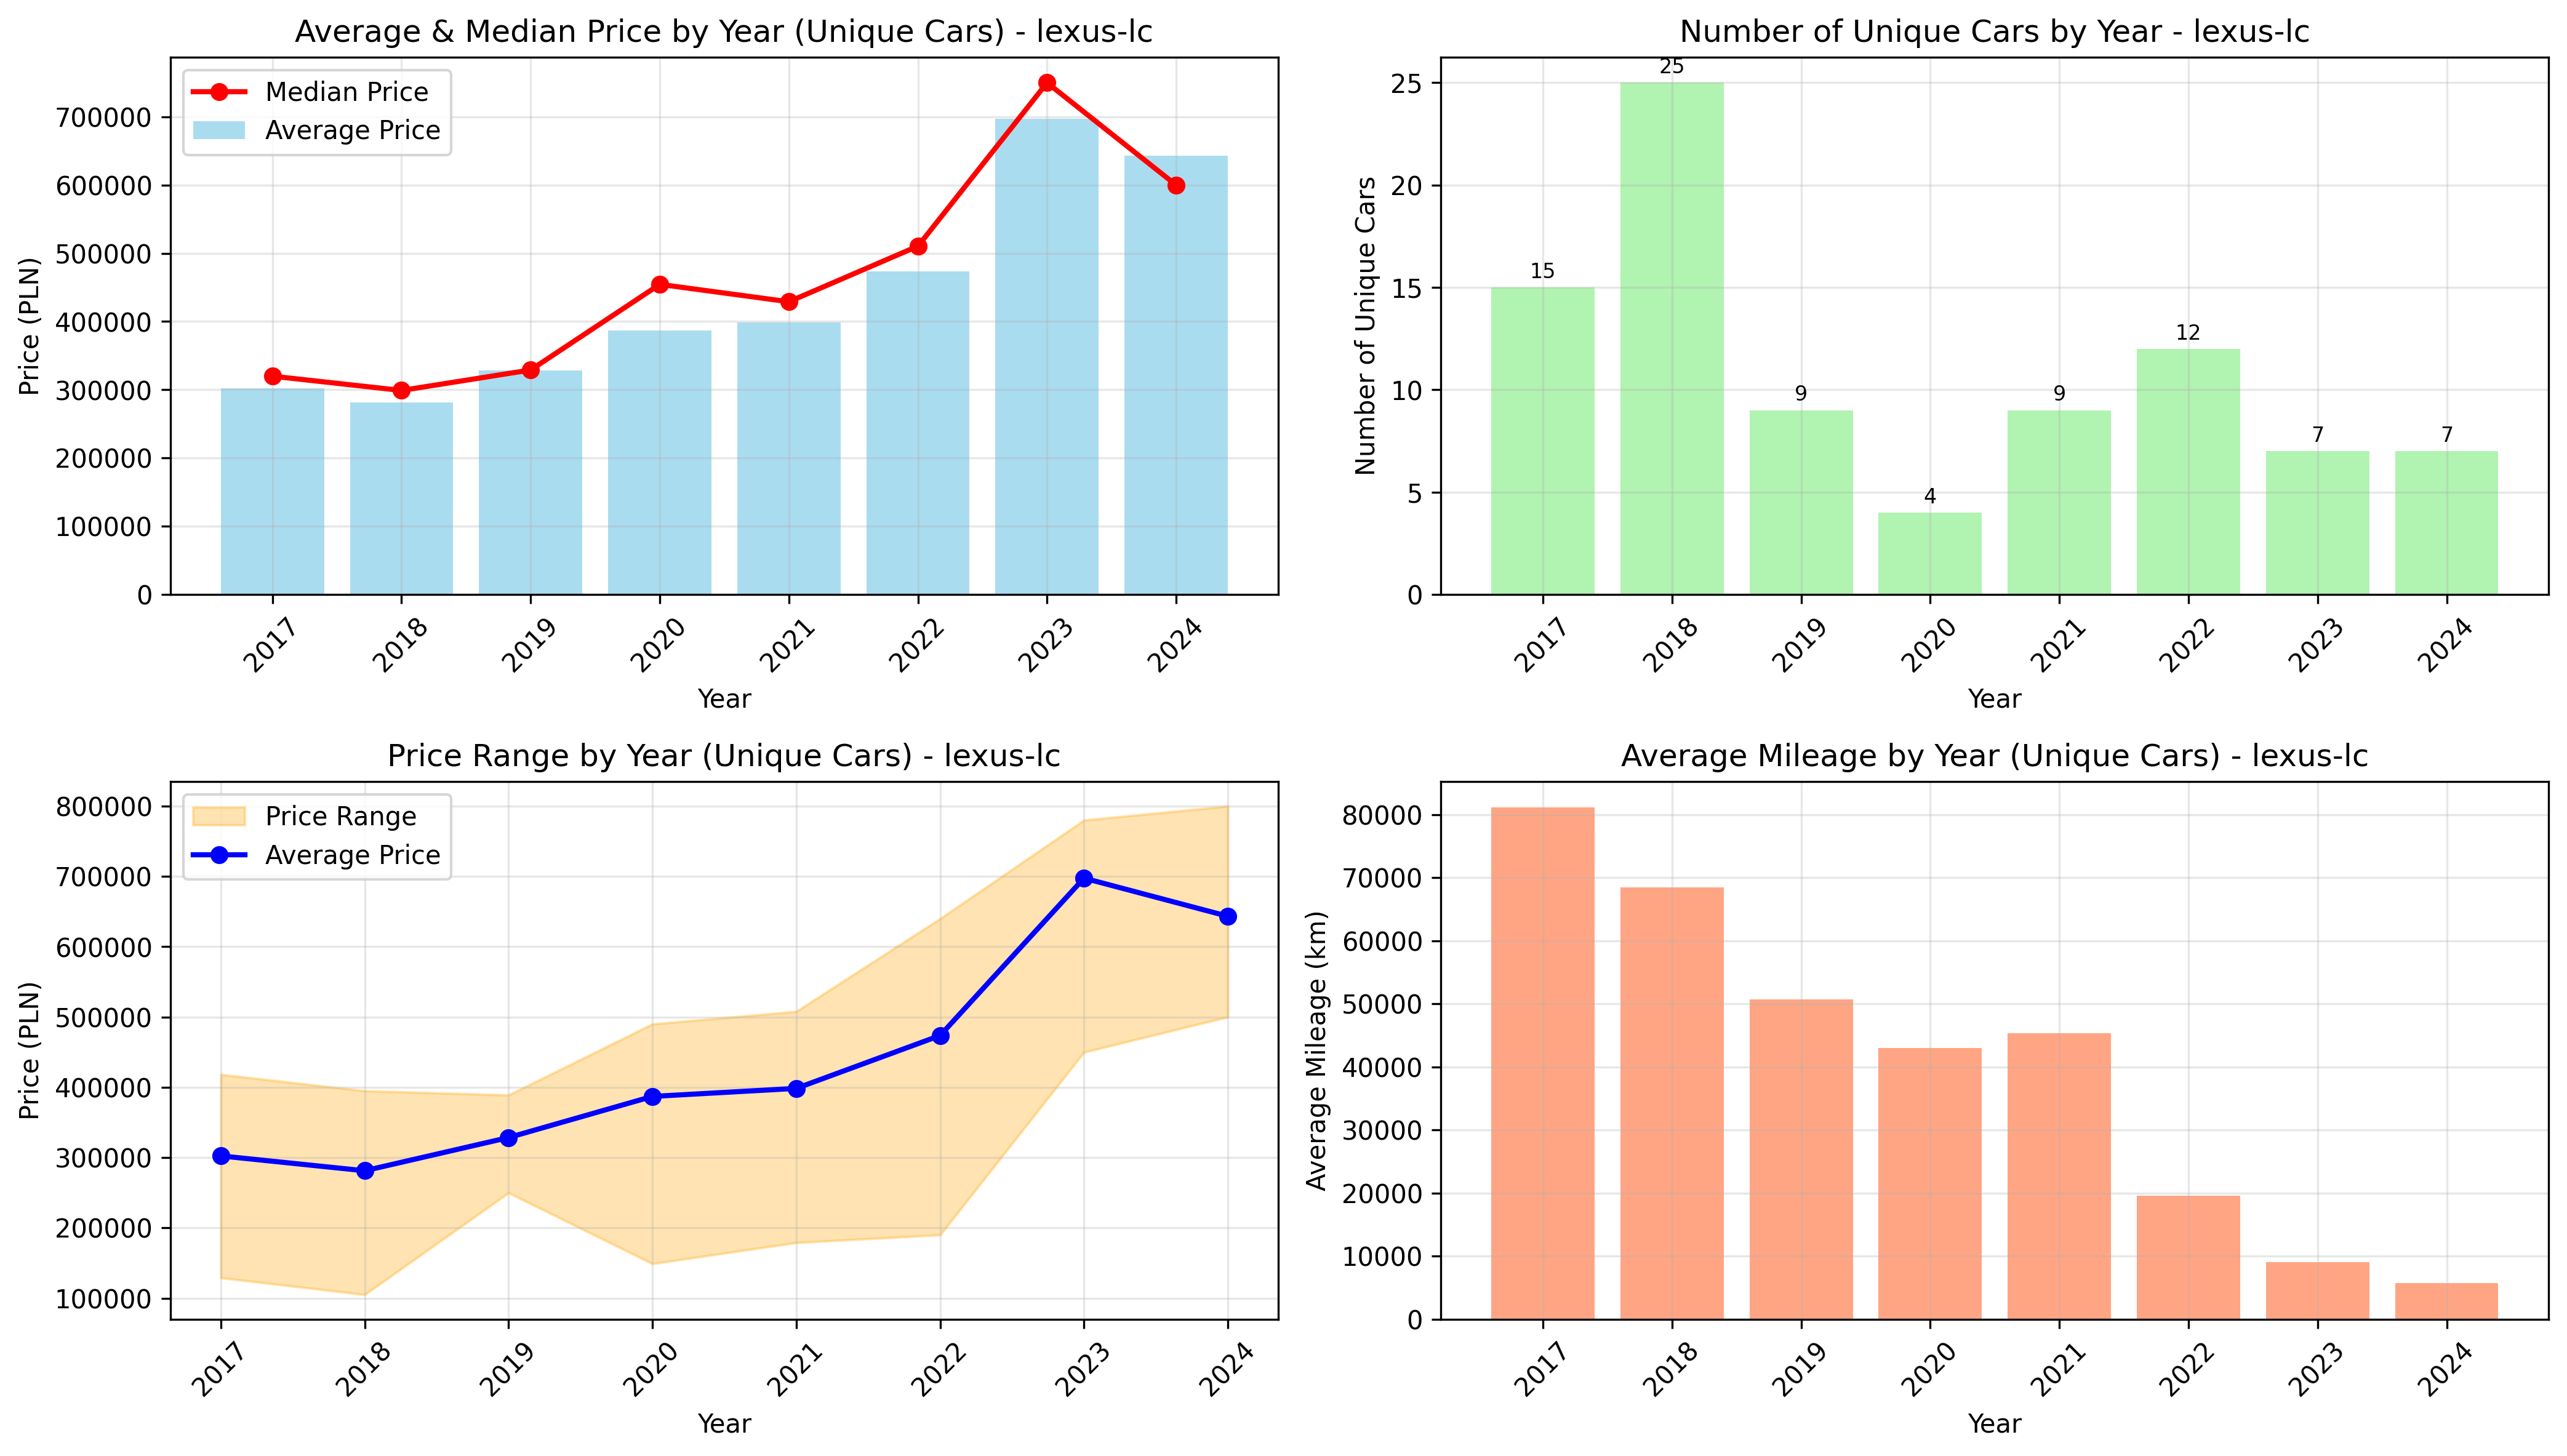 Average & Median Price by Year (Unique Cars) - lexus-lc
Median Price
Average Price
Price (PLN)
700000
600000
500000
400000
300000
200000
100000
0
2017 2018 2019 2020 2021 2022 2023 2024
Year
Number of Unique Cars by Year - lexus-lc
Number of Unique Cars
25
20
15
10
5
0
15 25 9 4 9 12 7 7
2017 2018 2019 2020 2021 2022 2023 2024
Year
Price Range by Year (Unique Cars) - lexus-lc
Price Range
Average Price
Price (PLN)
800000
700000
600000
500000
400000
300000
200000
100000
2017 2018 2019 2020 2021 2022 2023 2024
Year
Average Mileage by Year (Unique Cars) - lexus-lc
Average Mileage (km)
80000
70000
60000
50000
40000
30000
20000
10000
0
2017 2018 2019 2020 2021 2022 2023 2024
Year